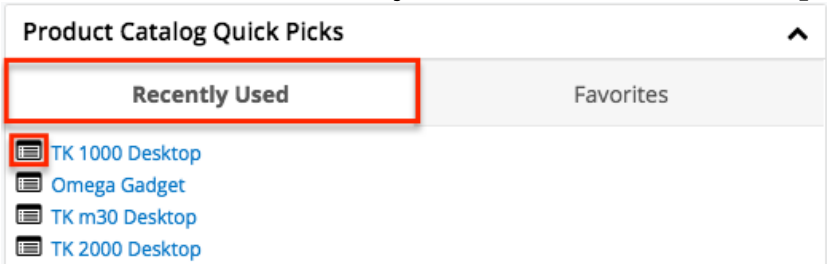 Product Catalog Quick Picks
Recently Used
Favorites
TK 1000 Desktop
Omega Gadget
TK m30 Desktop
TK 2000 Desktop